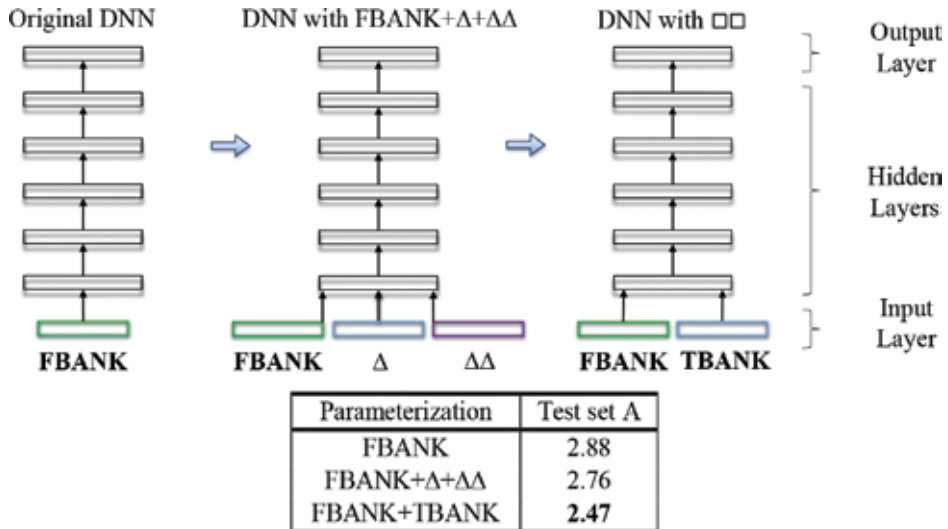 Original DNN
DNN with FBANK+Δ+ΔΔ
DNN with □□
Output
Layer
Hidden
Layers
Input
Layer
FBANK
FBANK Δ ΔΔ
FBANK TBANK
Parameterization Test set A
FBANK 2.88
FBANK+Δ+ΔΔ 2.76
FBANK+TBANK 2.47